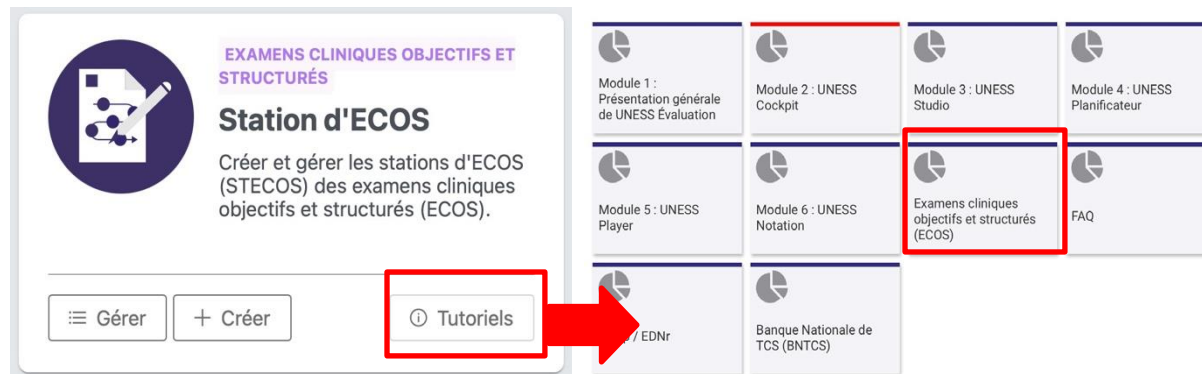 EXAMENS CLINIQUES OBJECTIFS ET
STRUCTURÉS
Station d'ECOS
Créer et gérer les stations d'ECOS
(STECOS) des examens cliniques
objectifs et structurés (ECOS).
Gérer
+ Créer
Tutoriels
Module 1 :
Présentation générale
de UNESS Évaluation
Module 2 : UNESS
Cockpit
Module 3 : UNESS
Studio
Module 4 : UNESS
Planificateur
Module 5 : UNESS
Player
Module 6 : UNESS
Notation
Examens cliniques
objectifs et structurés
(ECOS)
FAQ
/ EDNr
Banque Nationale de
TCS (BNTCS)